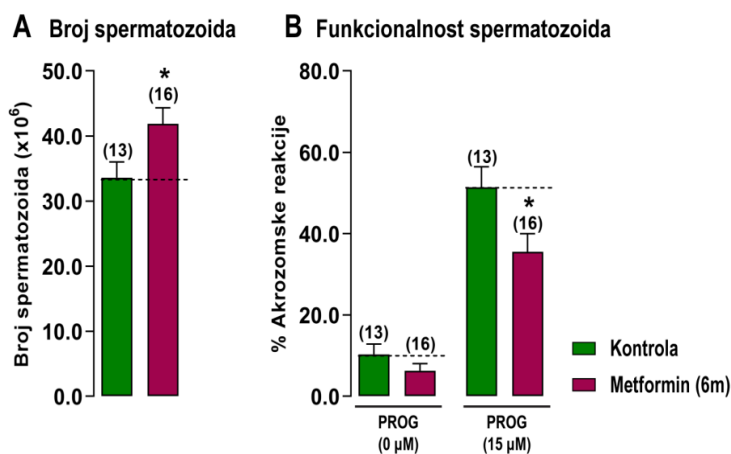 A Broj spermatozoida
Broj spermatozoida (x10⁶)
50.0
40.0
30.0
20.0
10.0
0.0
(13)
*
(16)
B Funkcionalnost spermatozoida
% Akrozomske reakcije
80.0
60.0
40.0
20.0
0.0
(13)
(16)
(13)
*
(16)
PROG
(0 µM)
PROG
(15 µM)
Kontrola
Metformin (6m)